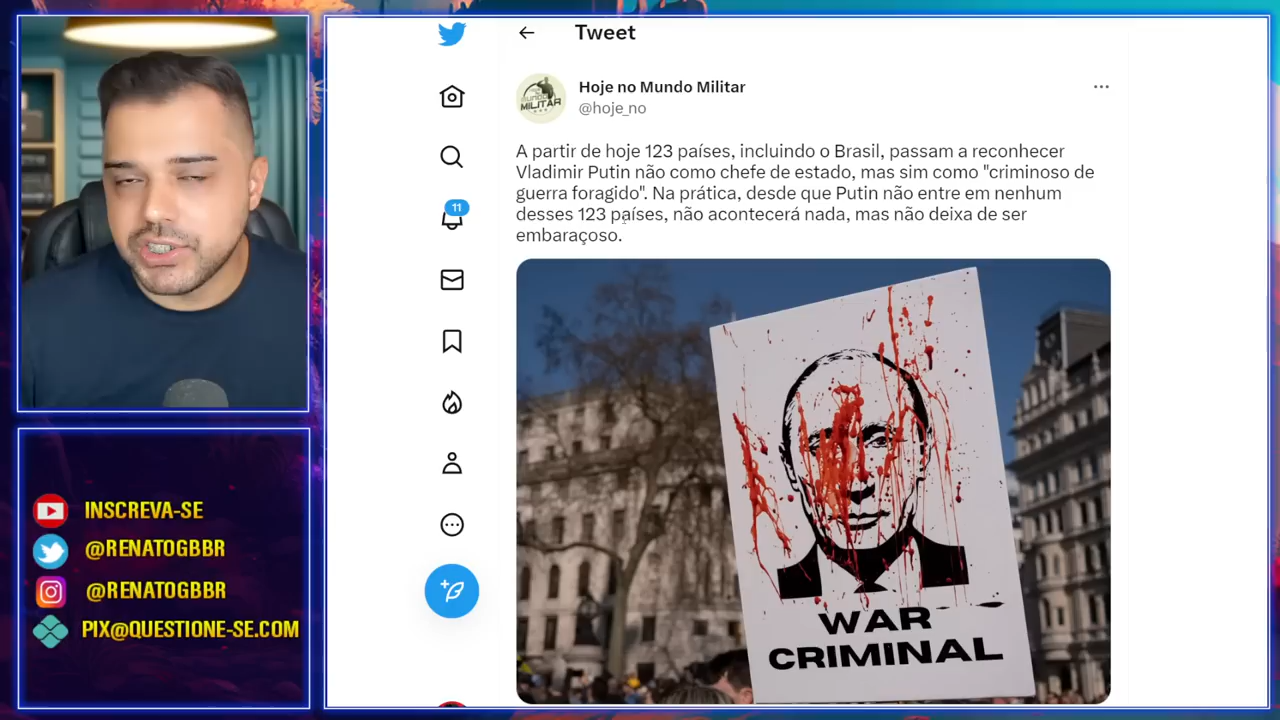 Tweet
Hoje no Mundo Militar
@hoje_no
MUNDO
MILITAR
A partir de hoje 123 países, incluindo o Brasil, passam a reconhecer
Vladimir Putin não como chefe de estado, mas sim como "criminoso de
guerra foragido". Na prática, desde que Putin não entre em nenhum
desses 123 países, não acontecerá nada, mas não deixa de ser
embaraçoso.
11
WAR
CRIMINAL
INSCREVA-SE
@RENATOGBBR
@RENATOGBBR
PIX@QUESTIONE-SE.COM